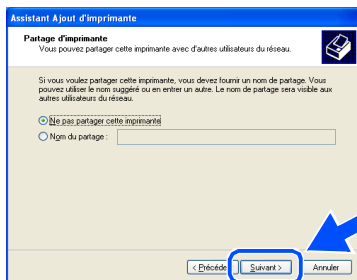 Assistant Ajout d'imprimante
Partage d'imprimante
Vous pouvez partager cette imprimante avec d'autres utilisateurs du réseau.
Si vous voulez partager cette imprimante, vous devez fournir un nom de partage. Vous
pouvez utiliser le nom suggéré ou en entrer un autre. Le nom de partage sera visible aux
autres utilisateurs du réseau.
Ne pas partager cette imprimante
Nom du partage :
< Précéde Suivant > Annuler